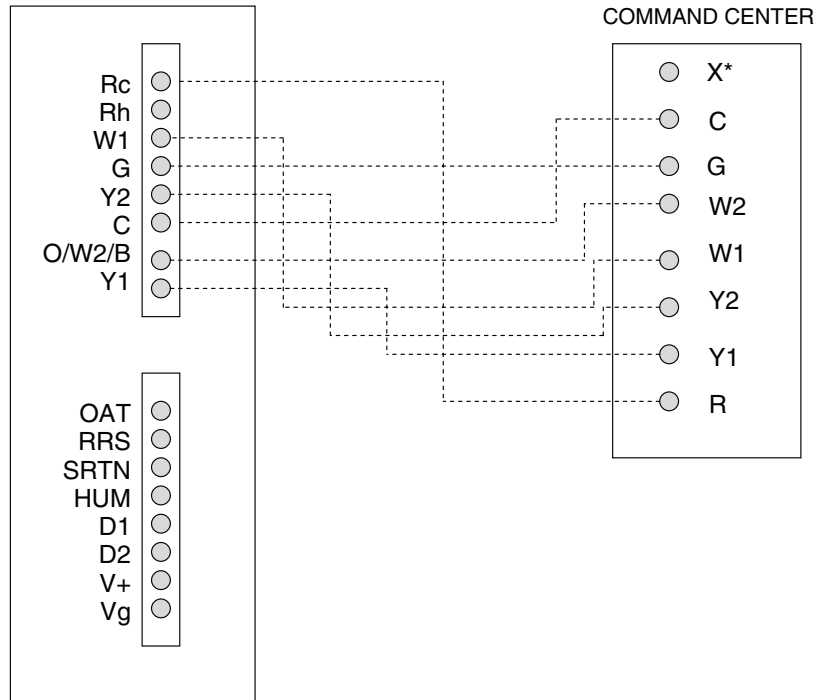 COMMAND CENTER
Rc
Rh
W1
G
Y2
C
O/W2/B
Y1
OAT
RRS
SRTN
HUM
D1
D2
V+
Vg
X*
C
G
W2
W1
Y2
Y1
R